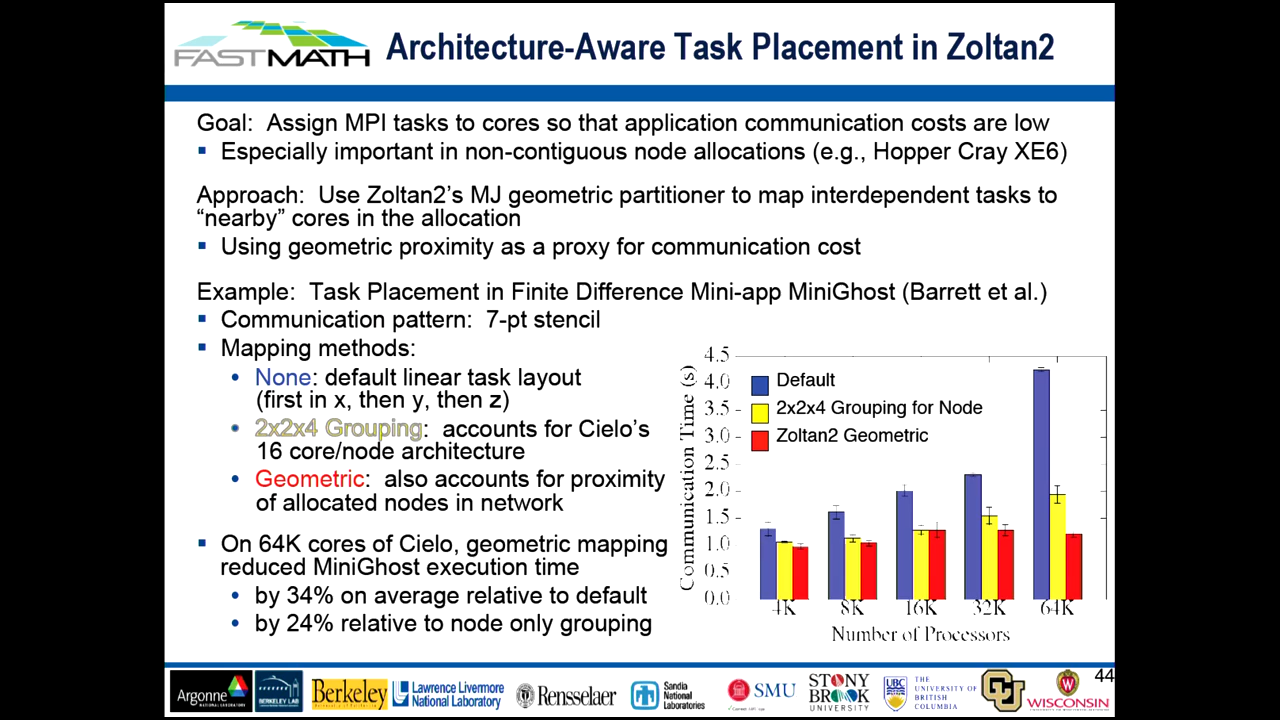 FASTMATH
Architecture-Aware Task Placement in Zoltan2
Goal: Assign MPI tasks to cores so that application communication costs are low
▪ Especially important in non-contiguous node allocations (e.g., Hopper Cray XE6)
Approach: Use Zoltan2's MJ geometric partitioner to map interdependent tasks to
“nearby” cores in the allocation
▪ Using geometric proximity as a proxy for communication cost
Example: Task Placement in Finite Difference Mini-app MiniGhost (Barrett et al.)
▪ Communication pattern: 7-pt stencil
▪ Mapping methods:
• None: default linear task layout
(first in x, then y, then z)
• 2x2x4 Grouping: accounts for Cielo's
16 core/node architecture
• Geometric: also accounts for proximity
of allocated nodes in network
▪ On 64K cores of Cielo, geometric mapping
reduced MiniGhost execution time
• by 34% on average relative to default
• by 24% relative to node only grouping
Communication Time (s)
4.5
4.0
3.5
3.0
2.5
2.0
1.5
1.0
0.5
0.0
Default
2x2x4 Grouping for Node
Zoltan2 Geometric
4K 8K 16K 32K 64K
Number of Processors
44
Argonne
NATIONAL LABORATORY
BERKELEY LAB
Berkeley
Lawrence Livermore
National Laboratory
Rensselaer
Sandia
National
Laboratories
SMU
STONY
BROOK
UNIVERSITY
UBC
THE
UNIVERSITY OF
BRITISH
COLUMBIA
CU
W
WISCONSIN